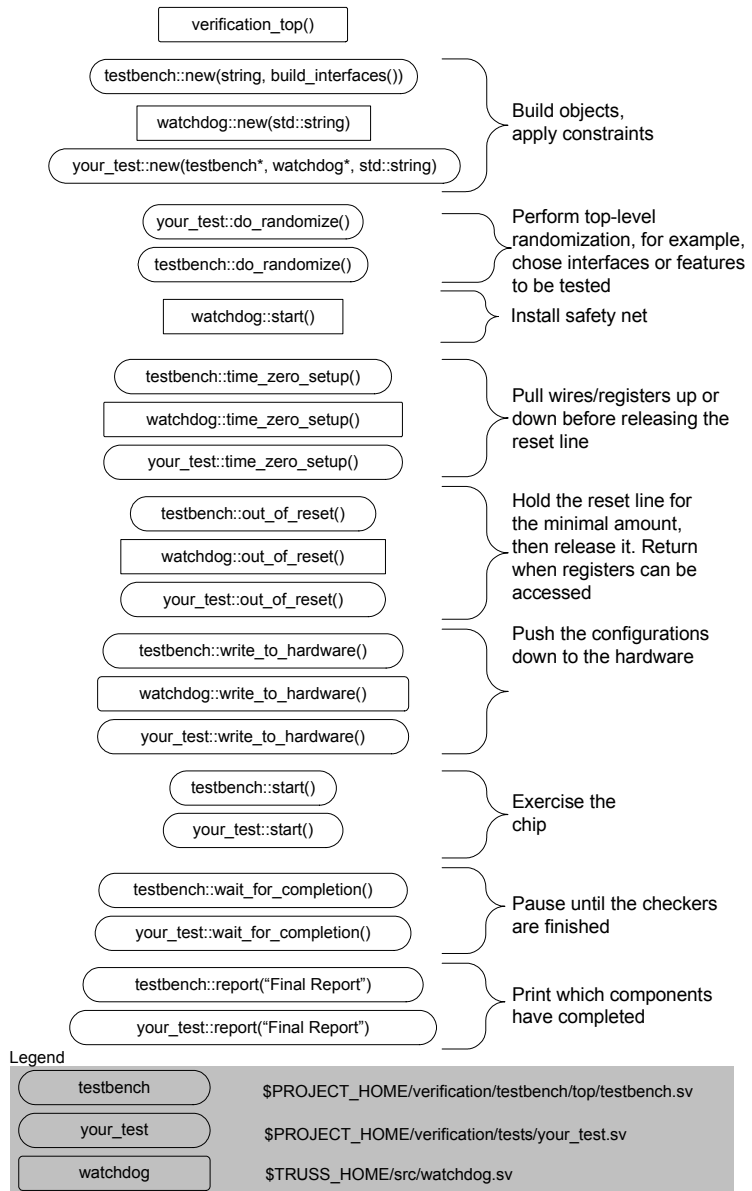 verification_top()
testbench::new(string, build_interfaces())
watchdog::new(std::string)
your_test::new(testbench*, watchdog*, std::string)
Build objects,
apply constraints
your_test::do_randomize()
testbench::do_randomize()
Perform top-level
randomization, for example,
chose interfaces or features
to be tested
watchdog::start()
Install safety net
testbench::time_zero_setup()
watchdog::time_zero_setup()
your_test::time_zero_setup()
Pull wires/registers up or
down before releasing the
reset line
testbench::out_of_reset()
watchdog::out_of_reset()
your_test::out_of_reset()
Hold the reset line for
the minimal amount,
then release it. Return
when registers can be
accessed
testbench::write_to_hardware()
watchdog::write_to_hardware()
your_test::write_to_hardware()
Push the configurations
down to the hardware
testbench::start()
your_test::start()
Exercise the
chip
testbench::wait_for_completion()
your_test::wait_for_completion()
Pause until the checkers
are finished
testbench::report(“Final Report”)
your_test::report(“Final Report”)
Print which components
have completed
Legend
testbench $PROJECT_HOME/verification/testbench/top/testbench.sv
your_test $PROJECT_HOME/verification/tests/your_test.sv
watchdog $TRUSS_HOME/src/watchdog.sv